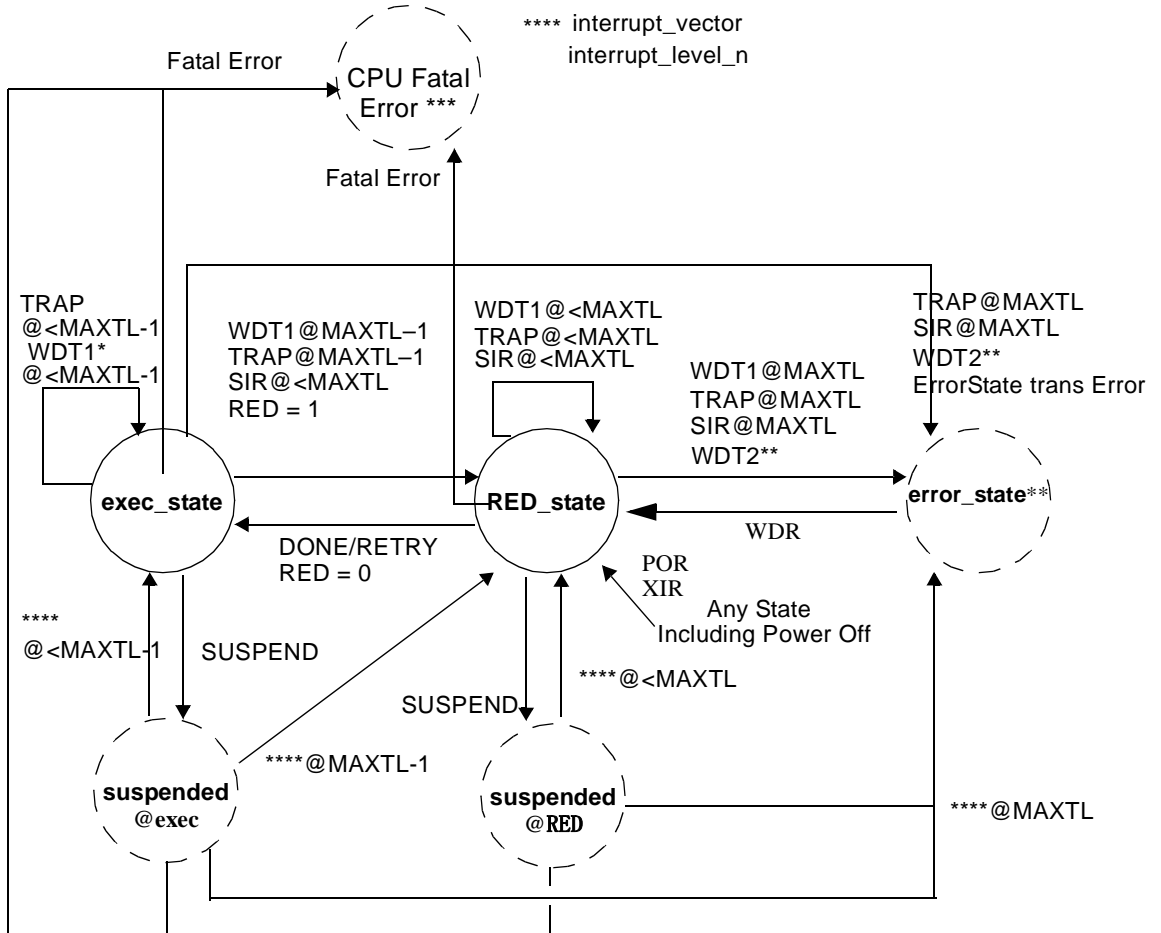 **** interrupt_vector
interrupt_level_n
Fatal Error
CPU Fatal
Error ***
Fatal Error
TRAP
@<MAXTL-1
WDT1*
@<MAXTL-1
WDT1@MAXTL–1
TRAP@MAXTL–1
SIR@<MAXTL
RED = 1
WDT1@<MAXTL
TRAP@<MAXTL
SIR@<MAXTL
WDT1@MAXTL
TRAP@MAXTL
SIR@MAXTL
WDT2**
TRAP@MAXTL
SIR@MAXTL
WDT2**
ErrorState trans Error
exec_state
RED_state
error_state**
DONE/RETRY
RED = 0
WDR
POR
XIR
Any State
Including Power Off
****
@<MAXTL-1
SUSPEND
****@<MAXTL
SUSPEND
****@MAXTL-1
suspended
@exec
suspended
@RED
****@MAXTL